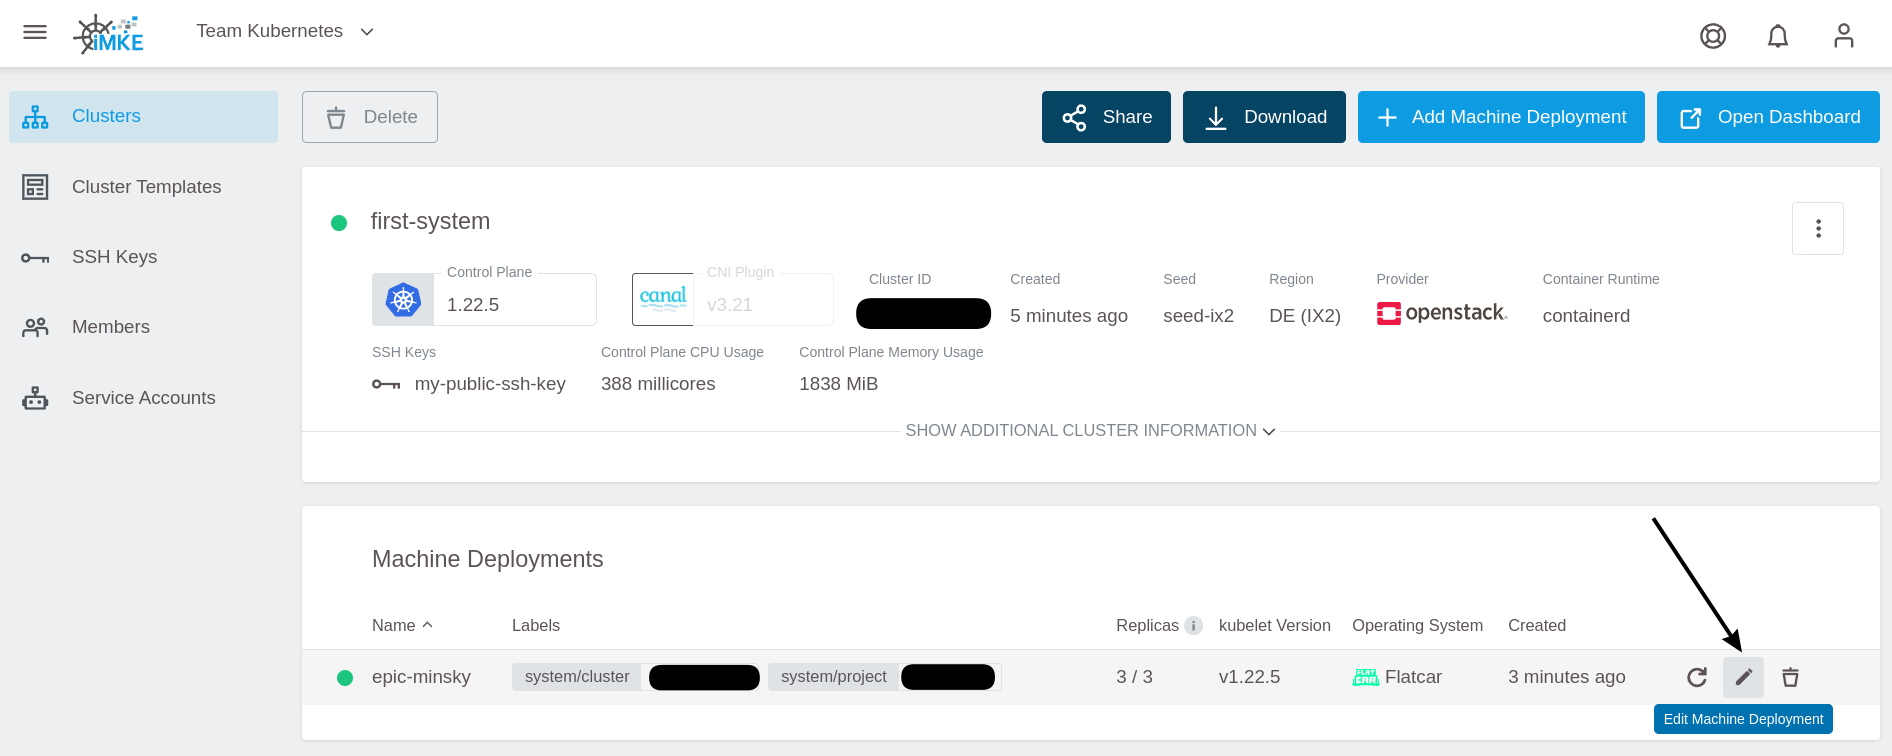 iMKE
Team Kubernetes
Clusters
Cluster Templates
SSH Keys
Members
Service Accounts
Delete
Share
Download
Add Machine Deployment
Open Dashboard
first-system
Control Plane
1.22.5
canal
CNI Plugin
v3.21
Cluster ID
Created
5 minutes ago
Seed
seed-ix2
Region
DE (IX2)
Provider
openstack.
Container Runtime
containerd
SSH Keys
my-public-ssh-key
Control Plane CPU Usage
388 millicores
Control Plane Memory Usage
1838 MiB
SHOW ADDITIONAL CLUSTER INFORMATION
Machine Deployments
Name Labels Replicas i kubelet Version Operating System Created
epic-minsky system/cluster system/project 3 / 3 v1.22.5 FLAT CAR Flatcar 3 minutes ago
Edit Machine Deployment